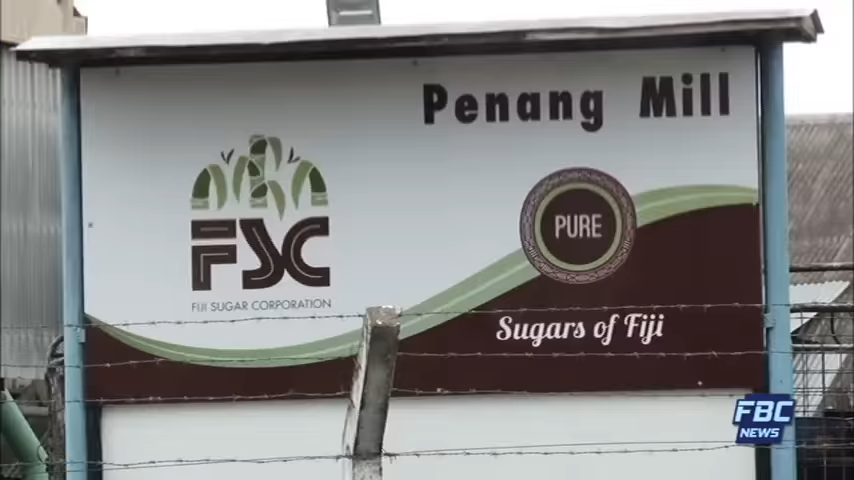 Penang Mill
FSC
FIJI SUGAR CORPORATION
PURE
Sugars of Fiji
FBC
NEWS